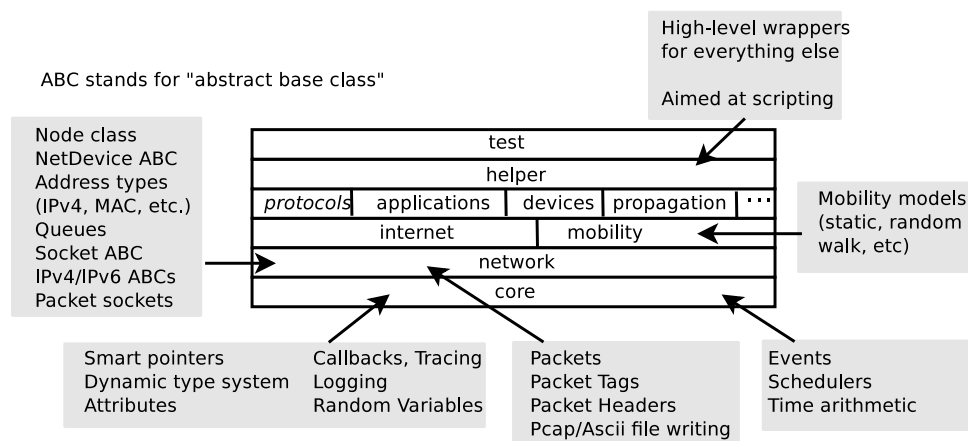 High-level wrappers
for everything else
Aimed at scripting
ABC stands for "abstract base class"
Node class
NetDevice ABC
Address types
(IPv4, MAC, etc.)
Queues
Socket ABC
IPv4/IPv6 ABCs
Packet sockets
test
helper
protocols applications devices propagation ...
internet mobility
network
core
Mobility models
(static, random
walk, etc)
Smart pointers
Dynamic type system
Attributes
Callbacks, Tracing
Logging
Random Variables
Packets
Packet Tags
Packet Headers
Pcap/Ascii file writing
Events
Schedulers
Time arithmetic